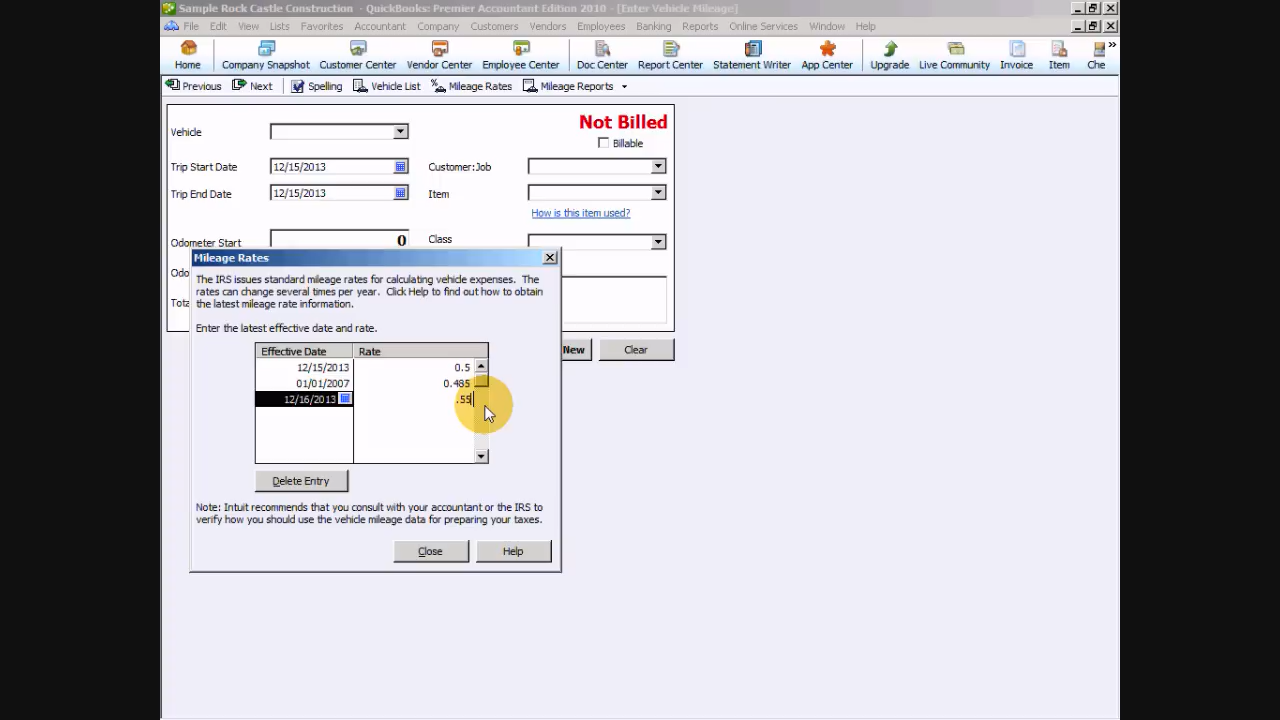 Sample Rock Castle Construction - QuickBooks: Premier Accountant Edition 2010 - [Enter Vehicle Mileage]
File Edit View Lists Favorites Accountant Company Customers Vendors Employees Banking Reports Online Services Window Help
Home Company Snapshot Customer Center Vendor Center Employee Center Doc Center Report Center Statement Writer App Center Upgrade Live Community Invoice Item Che
Previous Next Spelling Vehicle List Mileage Rates Mileage Reports
Not Billed
Vehicle
Billable
Trip Start Date 12/15/2013 Customer:Job
Trip End Date 12/15/2013 Item
How is this item used?
Odometer Start 0 Class
Odo
Tota
New Clear
Mileage Rates
The IRS issues standard mileage rates for calculating vehicle expenses. The
rates can change several times per year. Click Help to find out how to obtain
the latest mileage rate information.
Enter the latest effective date and rate.
Effective Date Rate
12/15/2013 0.5
01/01/2007 0.485
12/16/2013 .55
Delete Entry
Note: Intuit recommends that you consult with your accountant or the IRS to
verify how you should use the vehicle mileage data for preparing your taxes.
Close Help